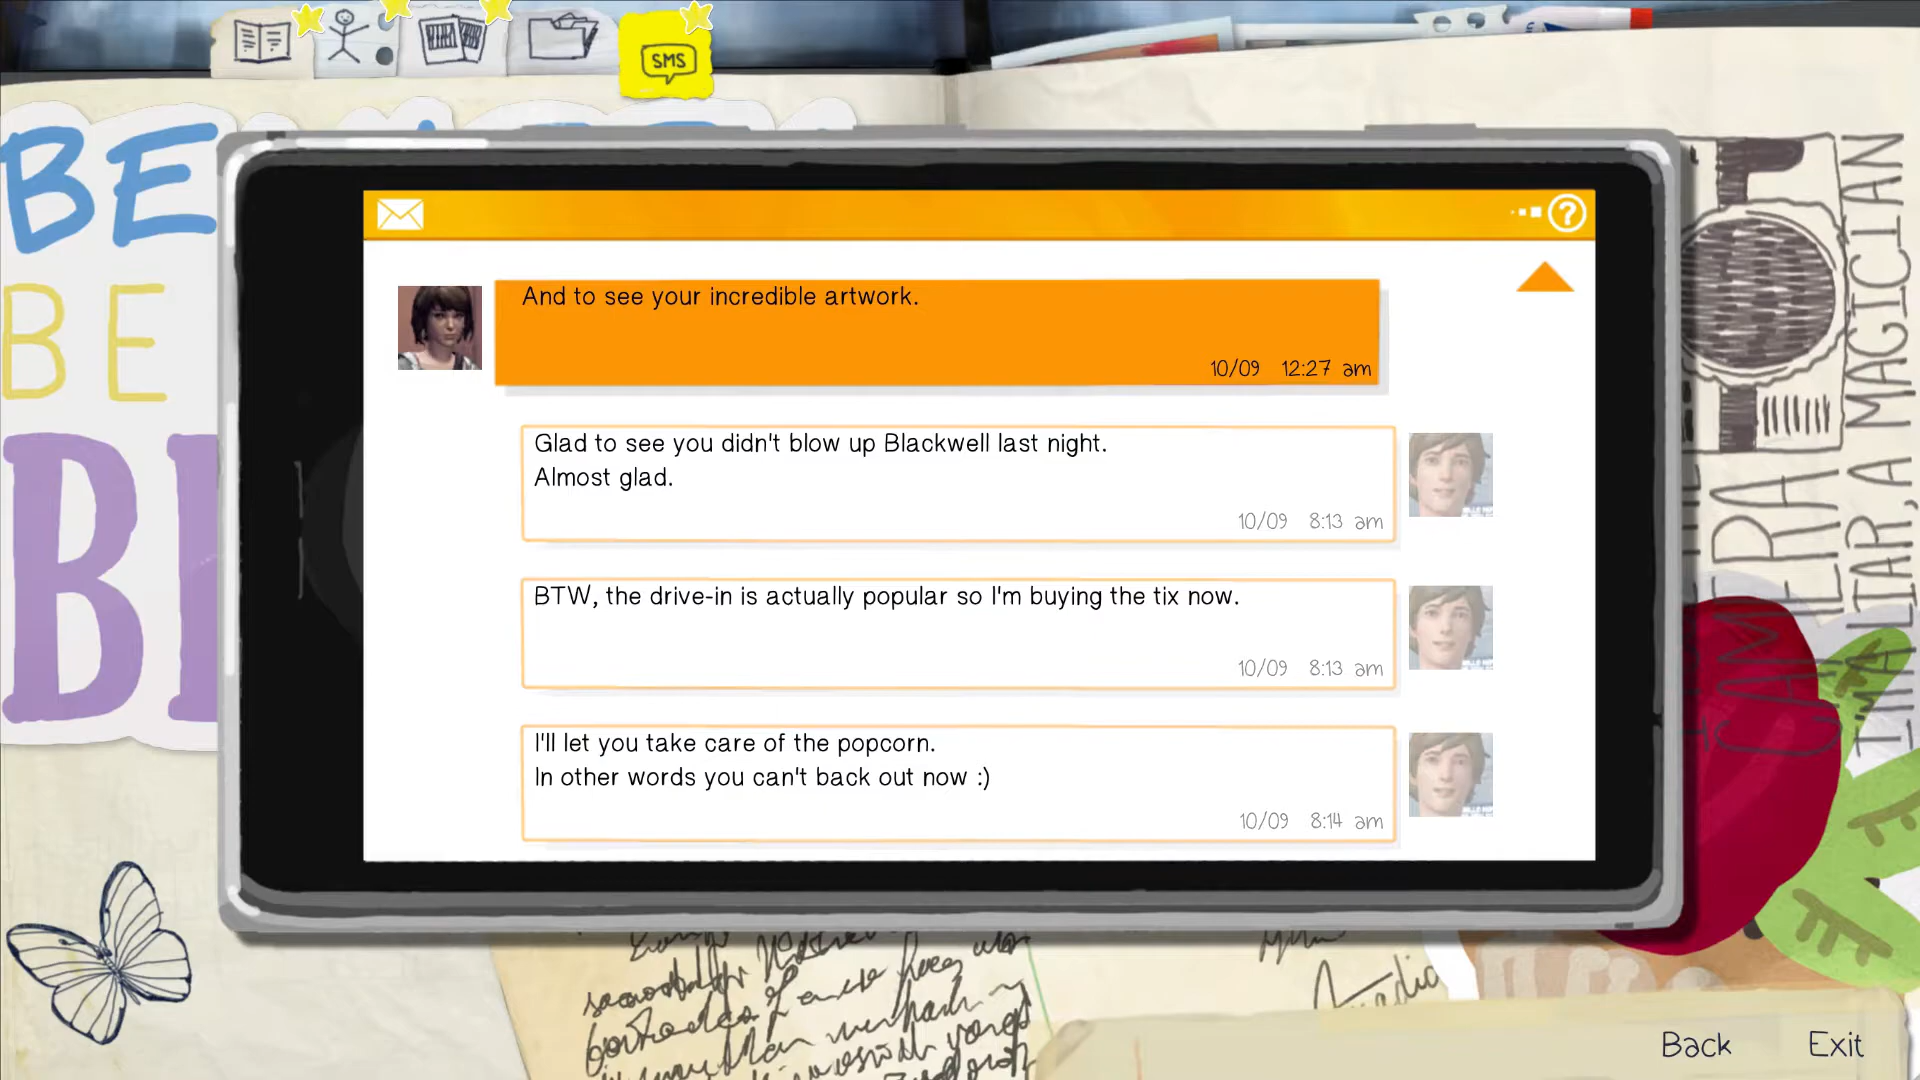 SMS
BE
BE
And to see your incredible artwork.
10/09 12:27 am
Glad to see you didn't blow up Blackwell last night.
Almost glad.
10/09 8:13 am
BTW, the drive-in is actually popular so I'm buying the tix now.
10/09 8:13 am
I'll let you take care of the popcorn.
In other words you can't back out now :)
10/09 8:14 am
A MAGICIAN
LIAR,
Back Exit